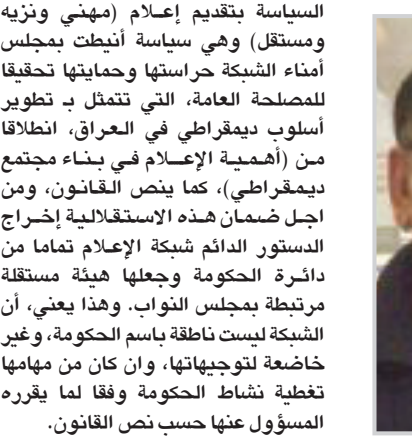 السياسة بتقديم إعلام (مهني ونزيه
ومستقل) وهي سياسة أنيطت بمجلس
أمناء الشبكة حراستها وحمايتها تحقيقا
للمصلحة العامة، التي تتمثل بـ تطوير
أسلوب ديمقراطي في العراق، انطلاقا
من (أهمية الإعلام في بناء مجتمع
ديمقراطي)، كما ينص القانون، ومن
اجل ضمان هذه الاستقلالية إخراج
الدستور الدائم شبكة الإعلام تماما من
دائرة الحكومة وجعلها هيئة مستقلة
مرتبطة بمجلس النواب. وهذا يعني، أن
الشبكة ليست ناطقة باسم الحكومة، وغير
خاضعة لتوجيهاتها، وان كان من مهامها
تغطية نشاط الحكومة وفقا لما يقرره
المسؤول عنها حسب نص القانون.